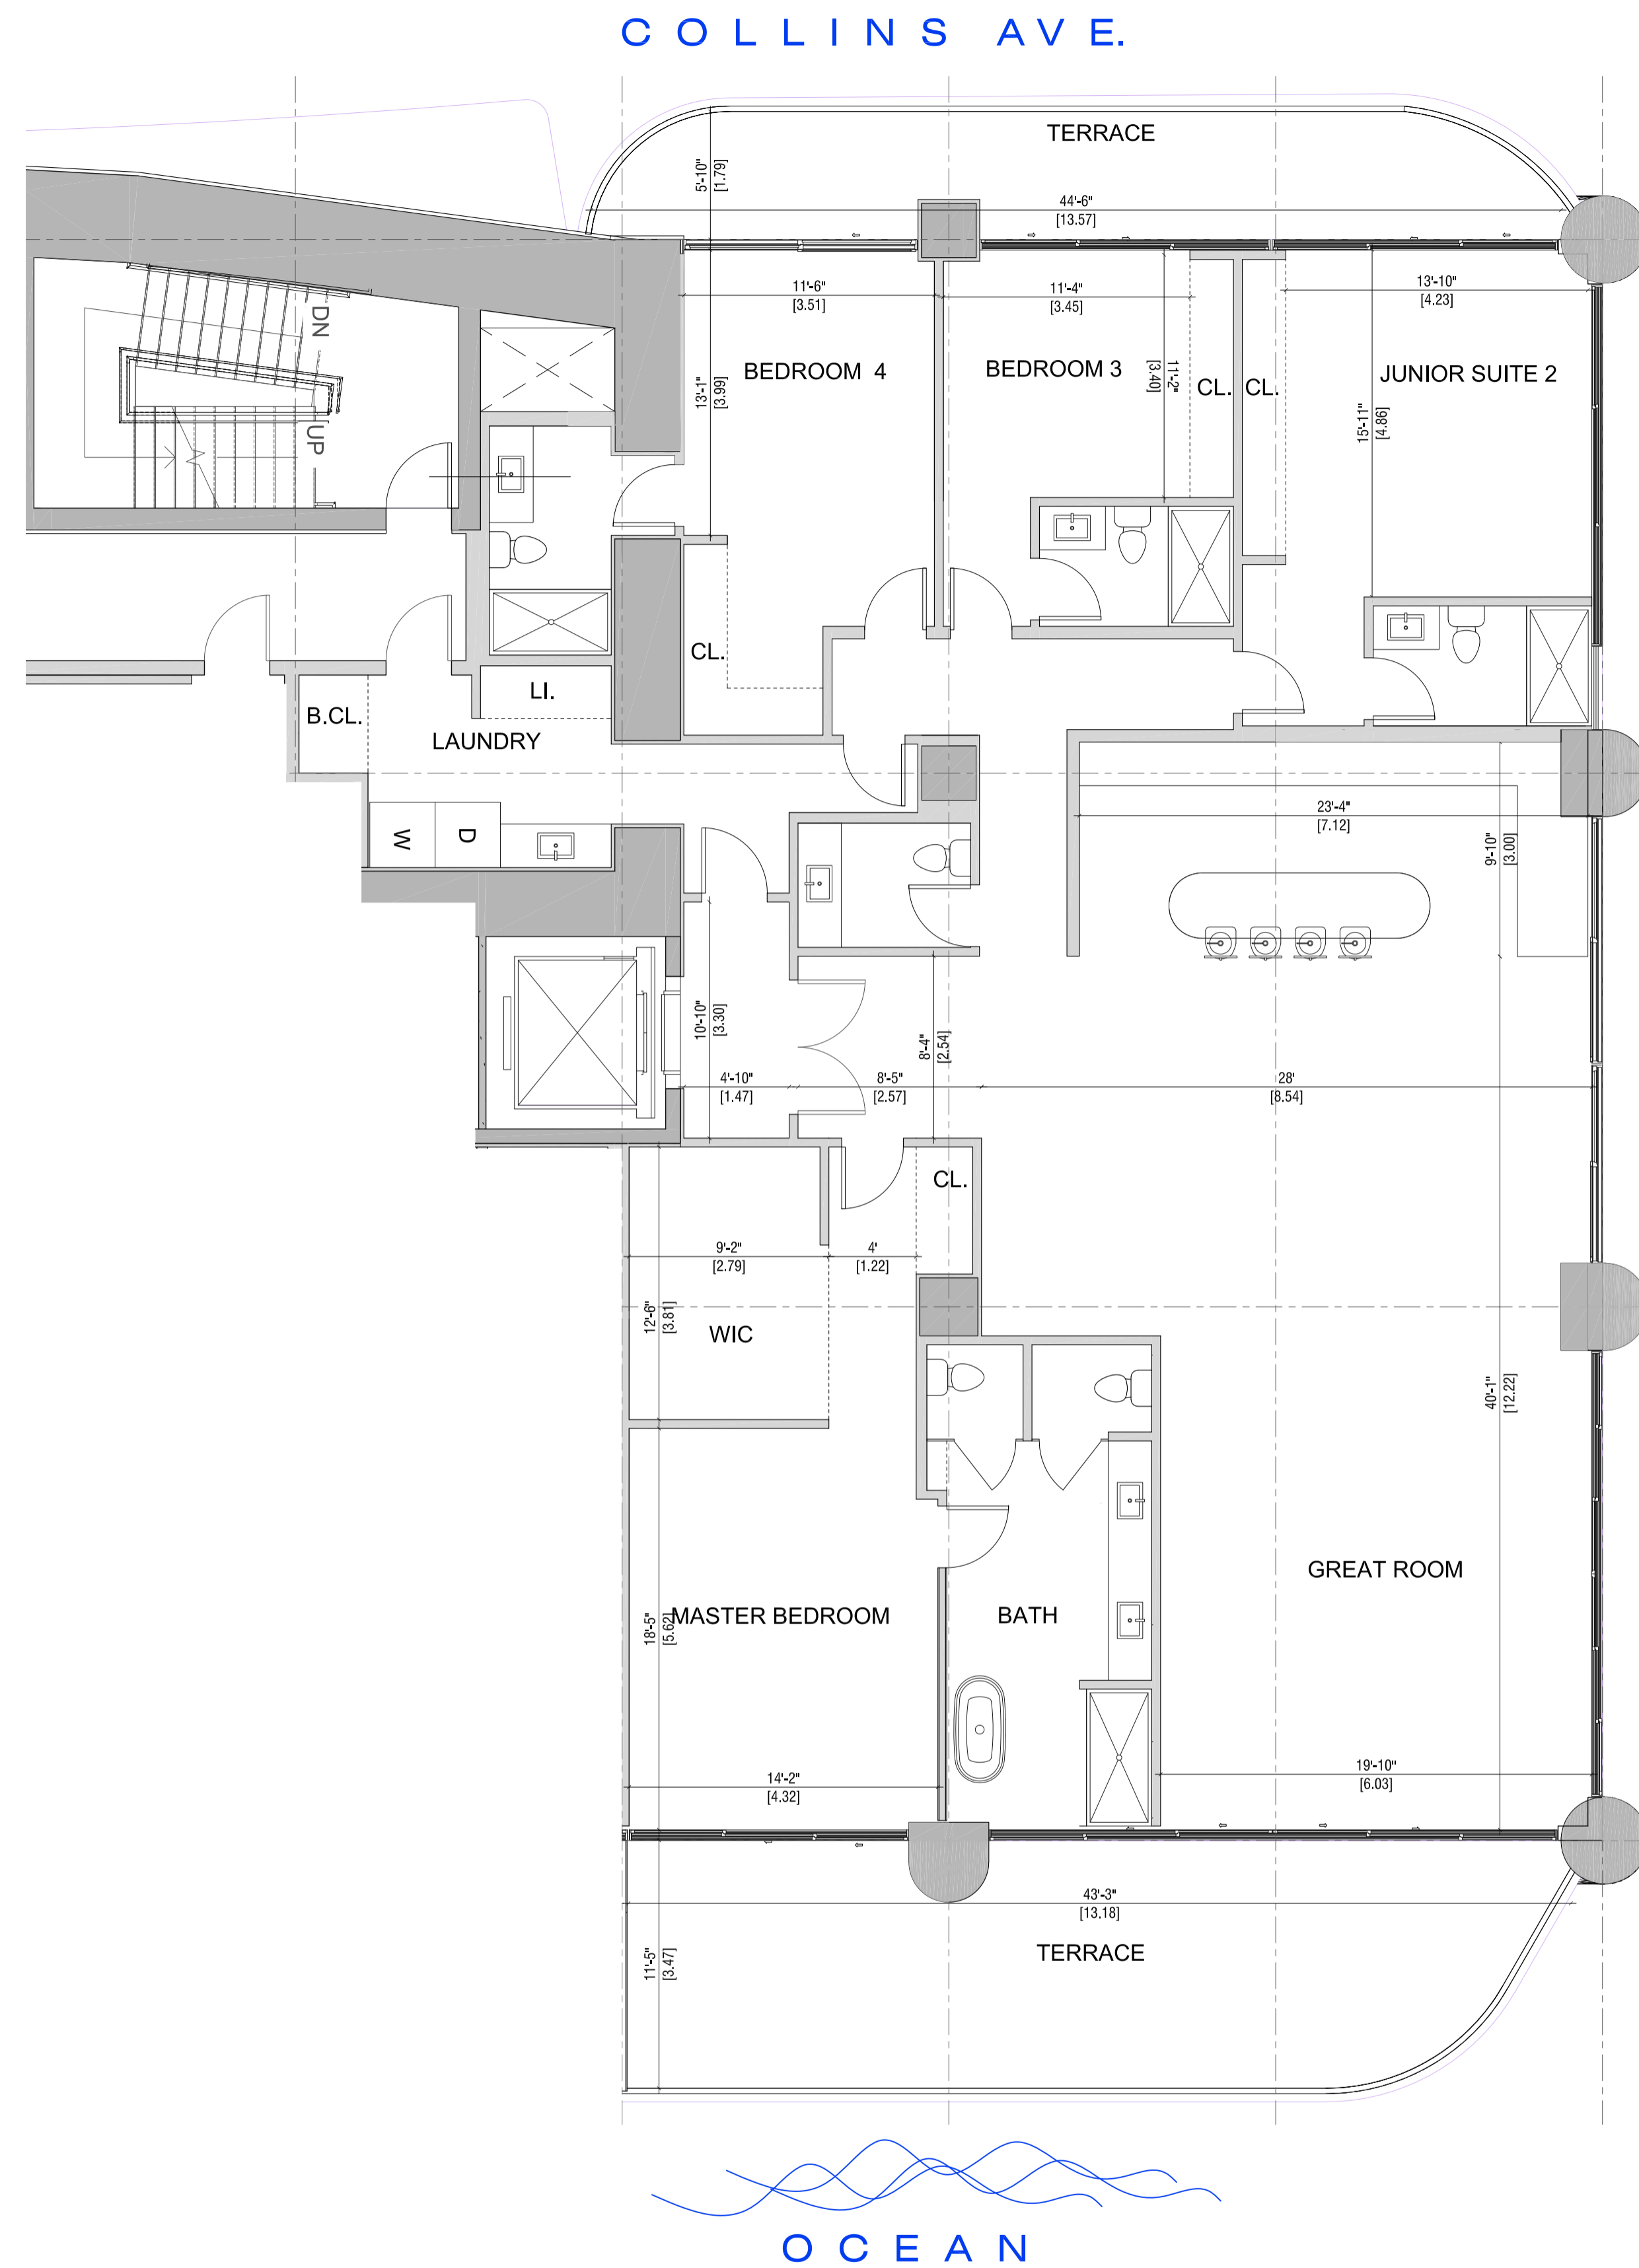 COLLINS AVE.
TERRACE
5'-10"
[1.79]
44'-6"
[13.57]
11'-6"
[3.51]
11'-4"
[3.45]
13'-10"
[4.23]
DN
BEDROOM 4
BEDROOM 3
JUNIOR SUITE 2
13'-1"
[3.99]
11'-2"
[3.40]
CL.
CL.
15'-11"
[4.86]
UP
CL.
LI.
B.CL.
LAUNDRY
W
D
23'-4"
[7.12]
9'-10"
[3.00]
10'-10"
[3.30]
8'-4"
[2.54]
4'-10"
[1.47]
8'-5"
[2.57]
28'
[8.54]
CL.
9'-2"
[2.79]
4'
[1.22]
12'-6"
[3.81]
WIC
40'-1"
[12.22]
GREAT ROOM
18'-5"
[5.62]
MASTER BEDROOM
BATH
14'-2"
[4.32]
19'-10"
[6.03]
43'-3"
[13.18]
11'-5"
[3.47]
TERRACE
OCEAN